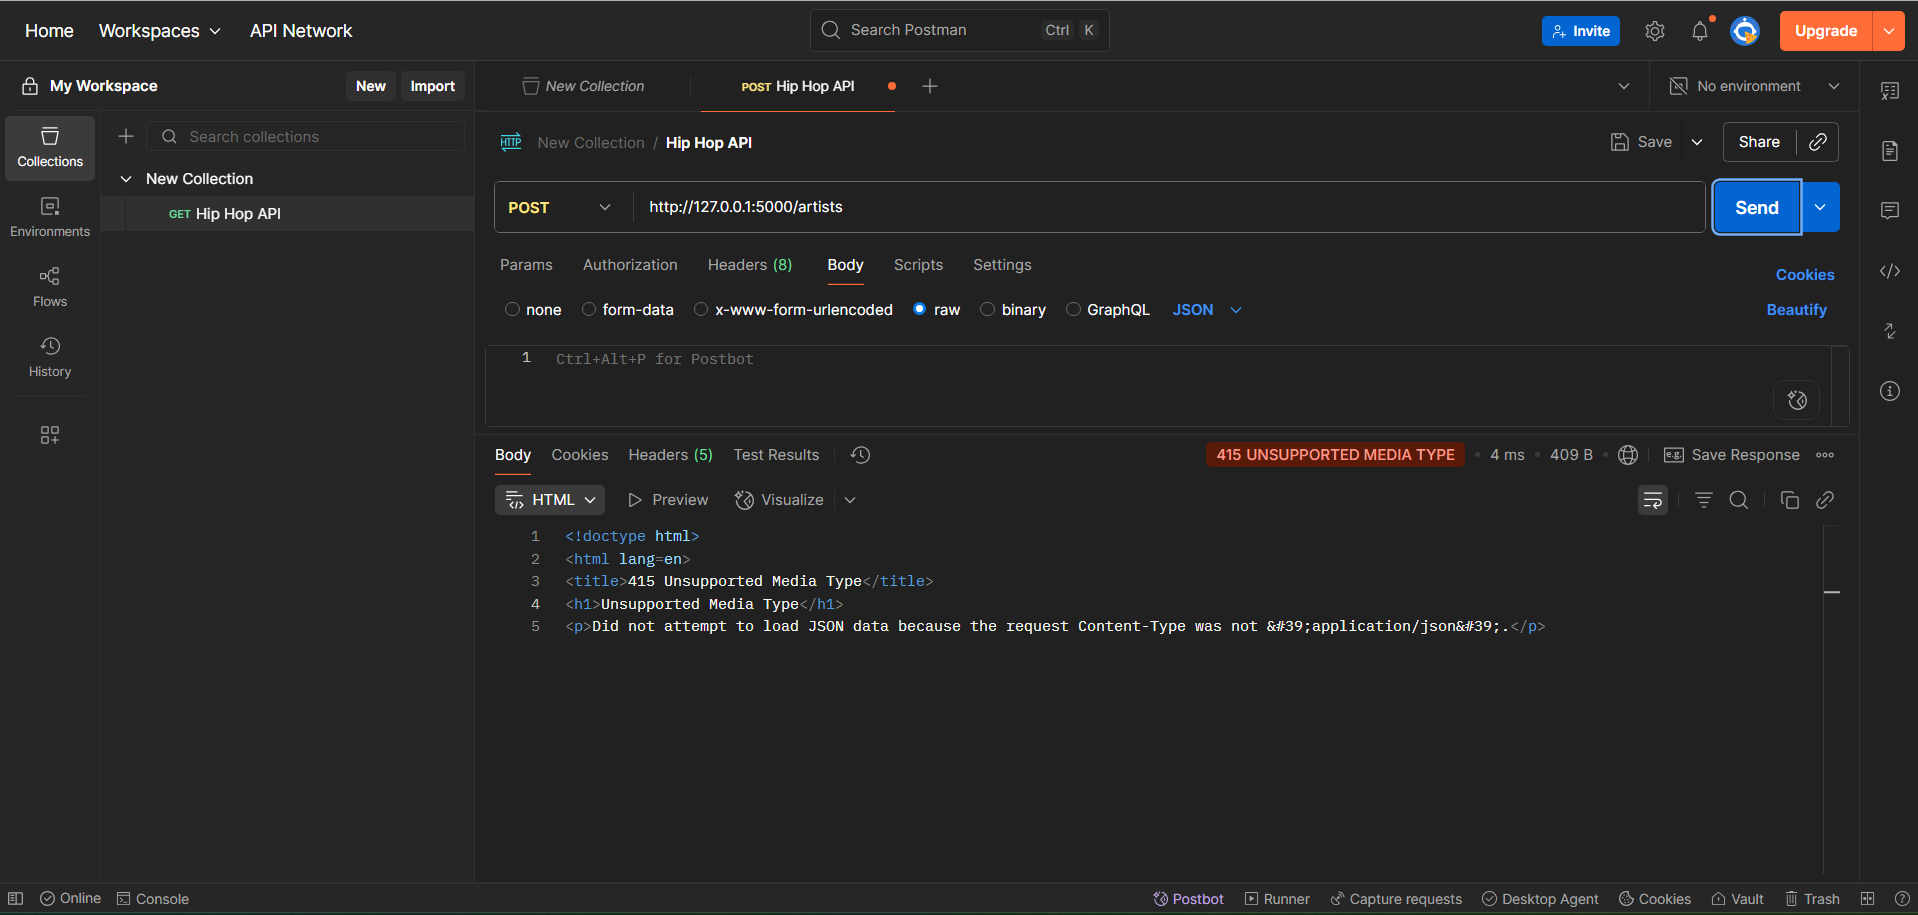 Home Workspaces API Network Search Postman Ctrl K Invite Upgrade
My Workspace New Import
New Collection POST Hip Hop API No environment
Collections
Environments
Flows
History
Search collections
New Collection
GET Hip Hop API
HTTP New Collection / Hip Hop API Save Share
POST http://127.0.0.1:5000/artists Send
Params Authorization Headers (8) Body Scripts Settings Cookies
none form-data x-www-form-urlencoded raw binary GraphQL JSON Beautify
1 Ctrl+Alt+P for Postbot
Body Cookies Headers (5) Test Results 415 UNSUPPORTED MEDIA TYPE • 4 ms • 409 B • e.g. Save Response
HTML Preview Visualize
1 <!doctype html>
2 <html lang=en>
3 <title>415 Unsupported Media Type</title>
4 <h1>Unsupported Media Type</h1>
5 <p>Did not attempt to load JSON data because the request Content-Type was not &#39;application/json&#39;.</p>
Online Console Postbot Runner Capture requests Desktop Agent Cookies Vault Trash